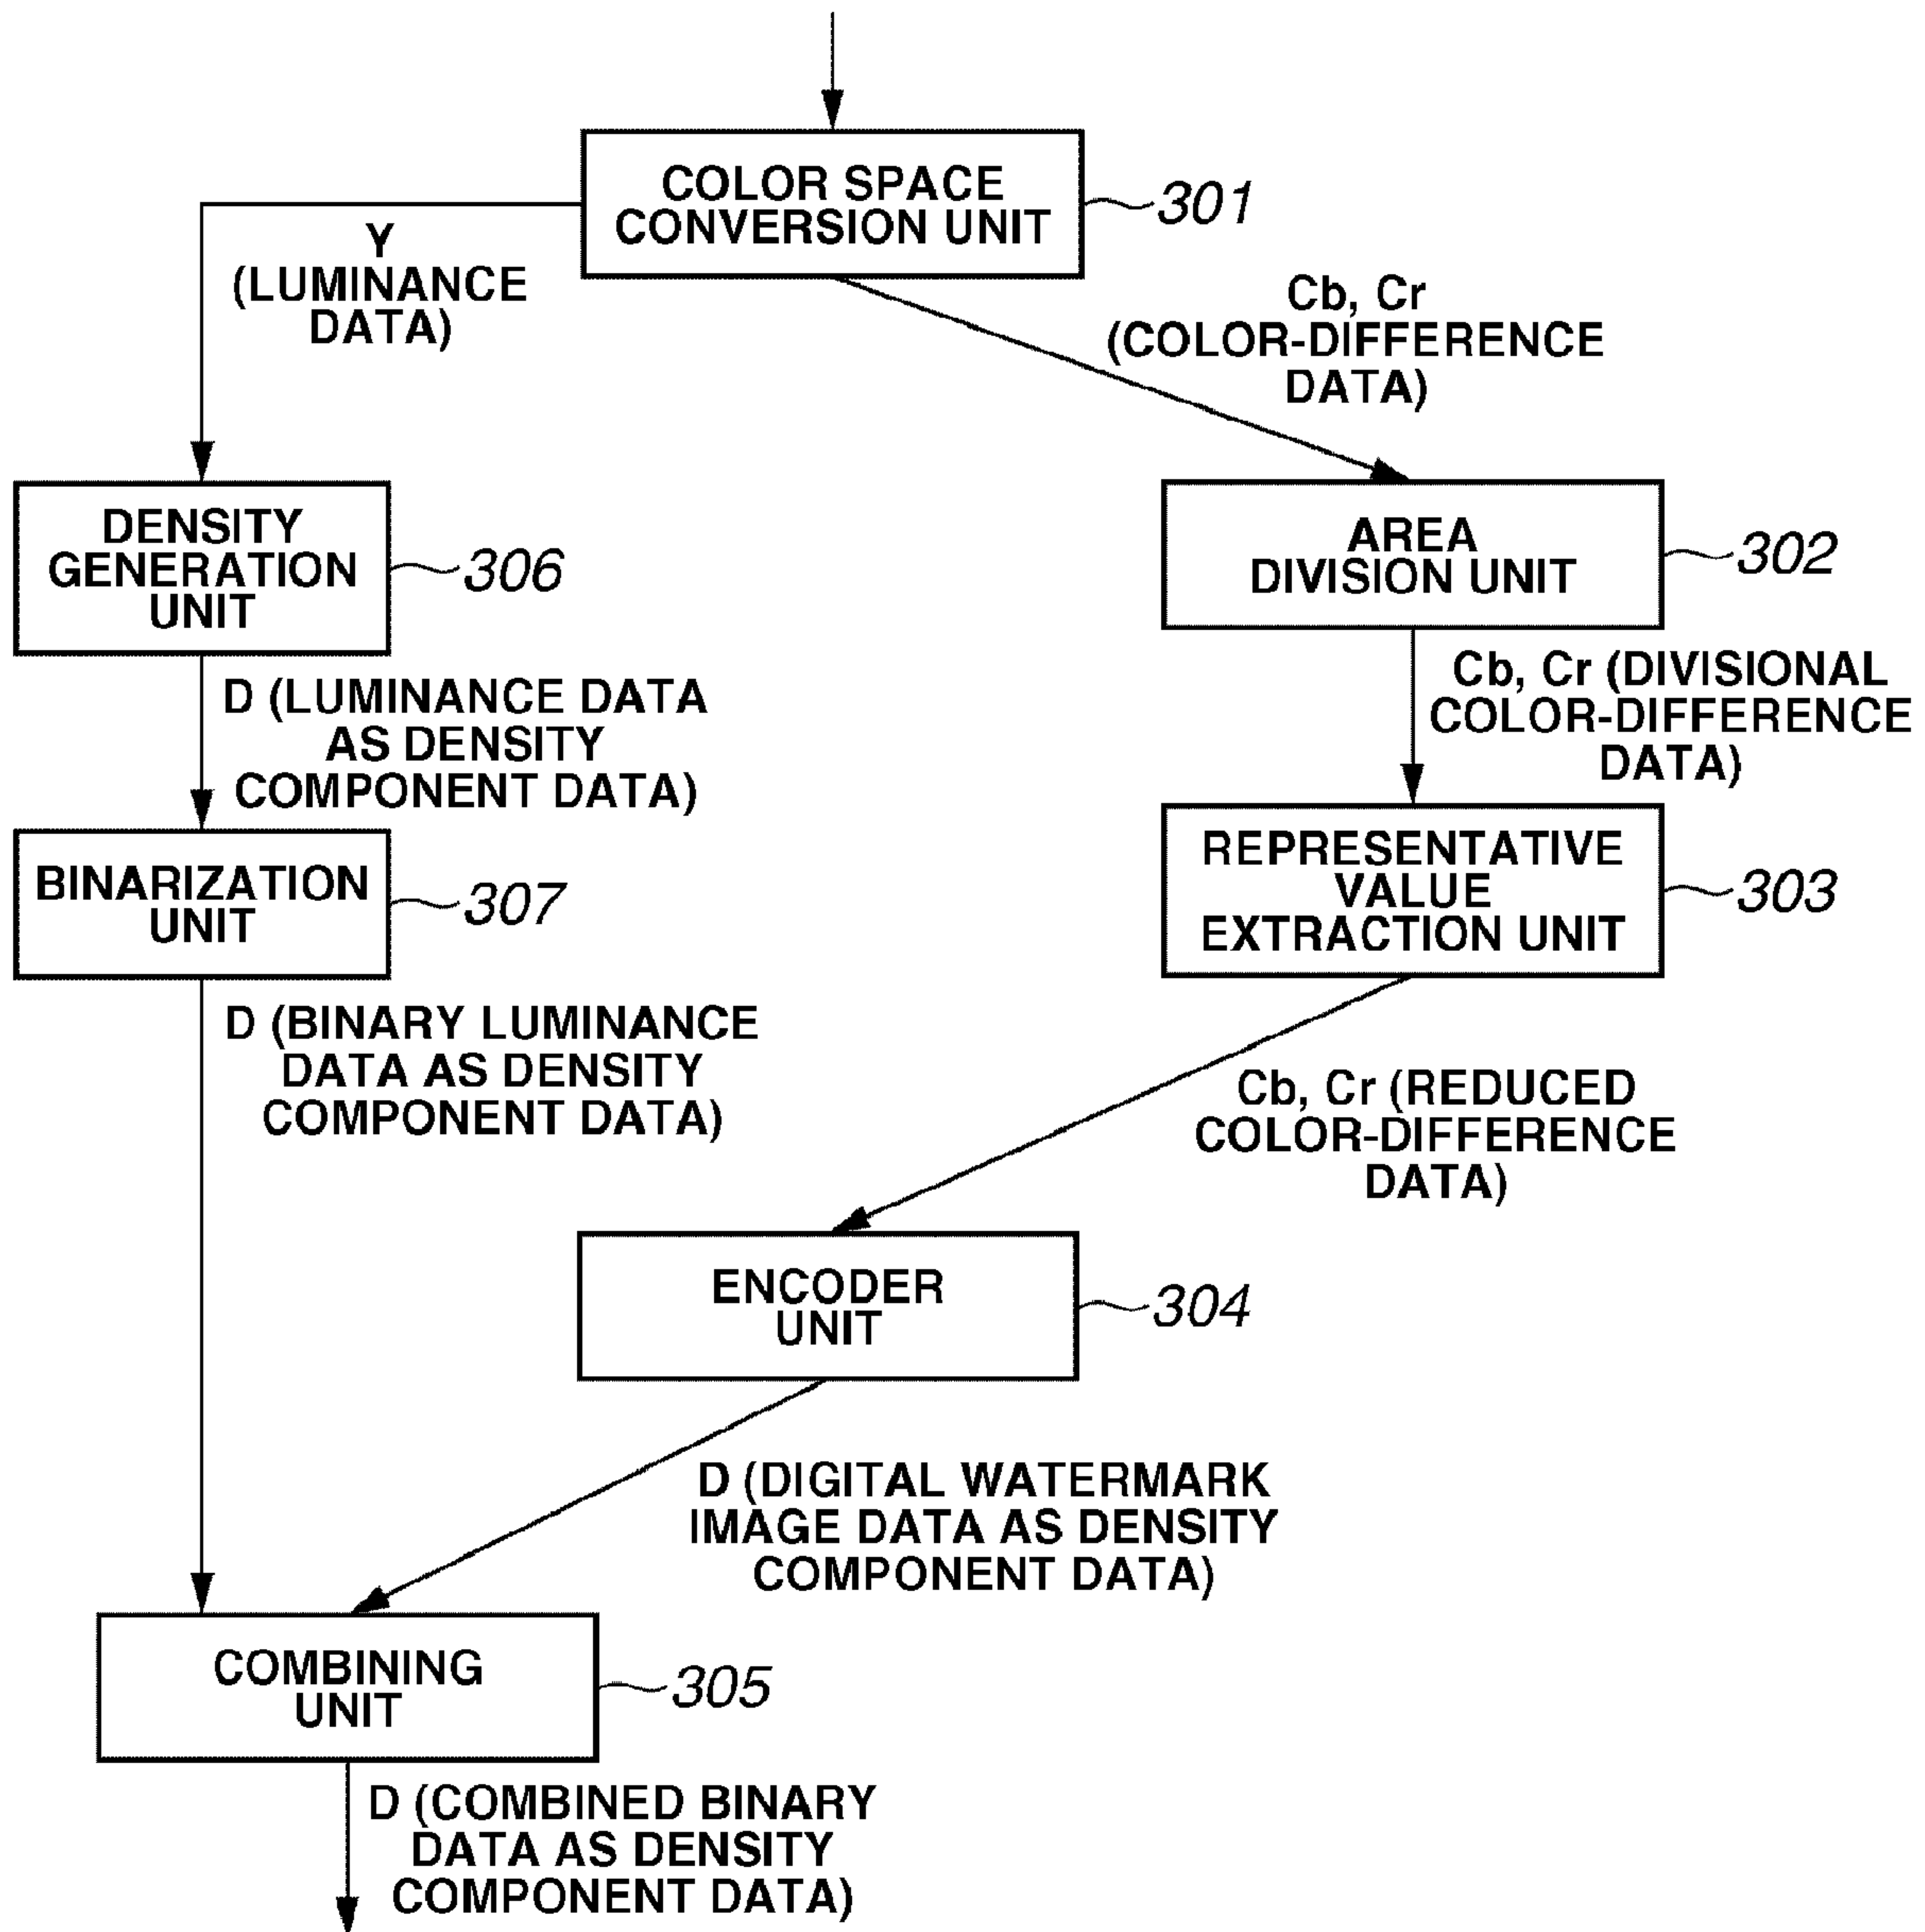 COLOR SPACE
CONVERSION UNIT
301
Y
(LUMINANCE
DATA)
Cb, Cr
(COLOR-DIFFERENCE
DATA)
DENSITY
GENERATION
UNIT
306
AREA
DIVISION UNIT
302
D (LUMINANCE DATA
AS DENSITY
COMPONENT DATA)
Cb, Cr (DIVISIONAL
COLOR-DIFFERENCE
DATA)
BINARIZATION
UNIT
307
REPRESENTATIVE
VALUE
EXTRACTION UNIT
303
D (BINARY LUMINANCE
DATA AS DENSITY
COMPONENT DATA)
Cb, Cr (REDUCED
COLOR-DIFFERENCE
DATA)
ENCODER
UNIT
304
D (DIGITAL WATERMARK
IMAGE DATA AS DENSITY
COMPONENT DATA)
COMBINING
UNIT
305
D (COMBINED BINARY
DATA AS DENSITY
COMPONENT DATA)